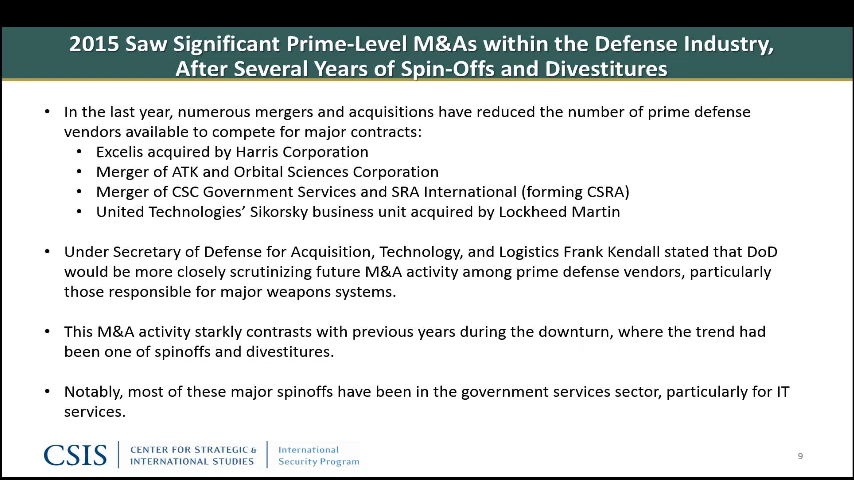 2015 Saw Significant Prime-Level M&As within the Defense Industry,
After Several Years of Spin-Offs and Divestitures
• In the last year, numerous mergers and acquisitions have reduced the number of prime defense
vendors available to compete for major contracts:
• Excelis acquired by Harris Corporation
• Merger of ATK and Orbital Sciences Corporation
• Merger of CSC Government Services and SRA International (forming CSRA)
• United Technologies’ Sikorsky business unit acquired by Lockheed Martin
• Under Secretary of Defense for Acquisition, Technology, and Logistics Frank Kendall stated that DoD
would be more closely scrutinizing future M&A activity among prime defense vendors, particularly
those responsible for major weapons systems.
• This M&A activity starkly contrasts with previous years during the downturn, where the trend had
been one of spinoffs and divestitures.
• Notably, most of these major spinoffs have been in the government services sector, particularly for IT
services.
CSIS
CENTER FOR STRATEGIC &
INTERNATIONAL STUDIES
International
Security Program
9